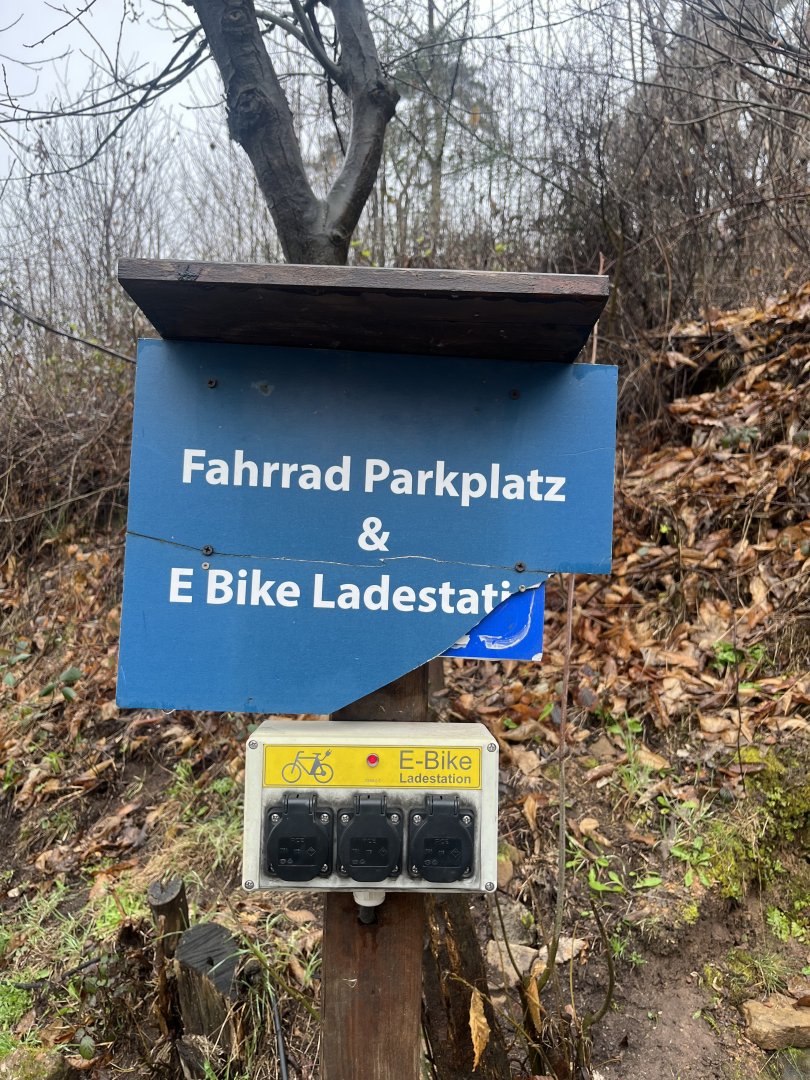 Fahrrad Parkplatz
&
E Bike Ladestati
E-Bike
Ladestation